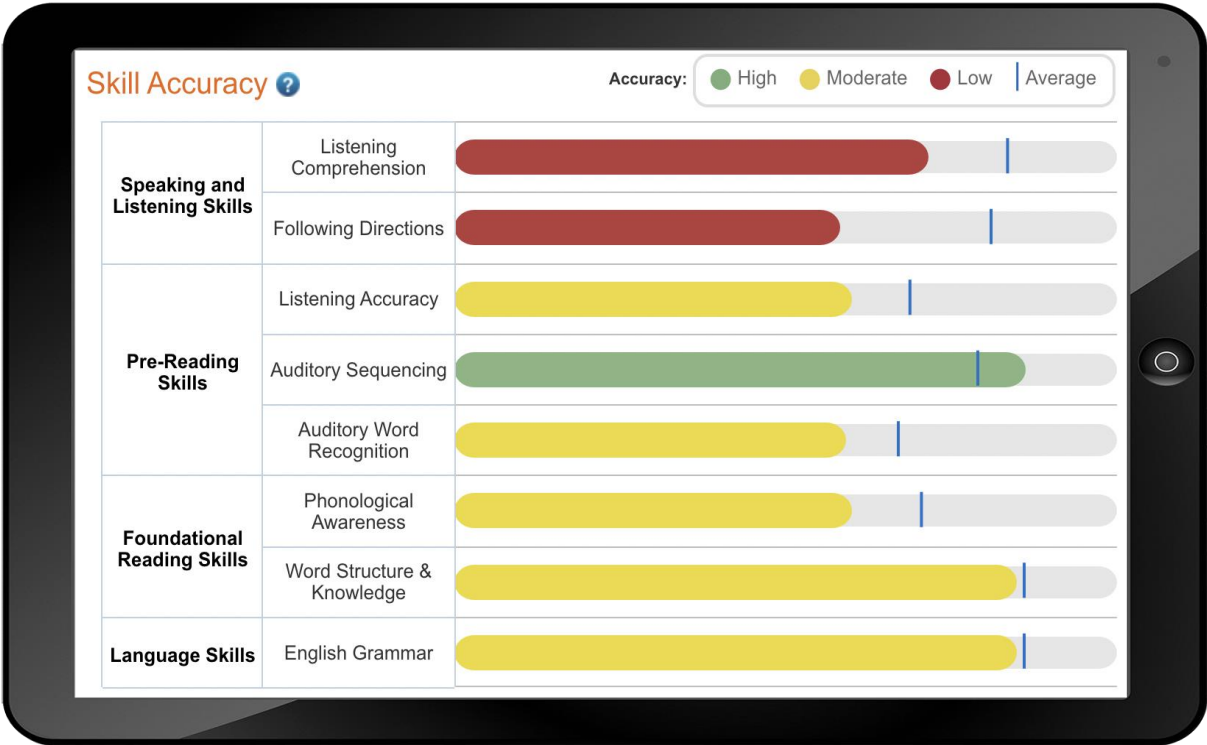 Skill Accuracy ?
Accuracy: High Moderate Low Average
Speaking and
Listening Skills
Listening
Comprehension
Following Directions
Pre-Reading
Skills
Listening Accuracy
Auditory Sequencing
Auditory Word
Recognition
Foundational
Reading Skills
Phonological
Awareness
Word Structure &
Knowledge
Language Skills
English Grammar